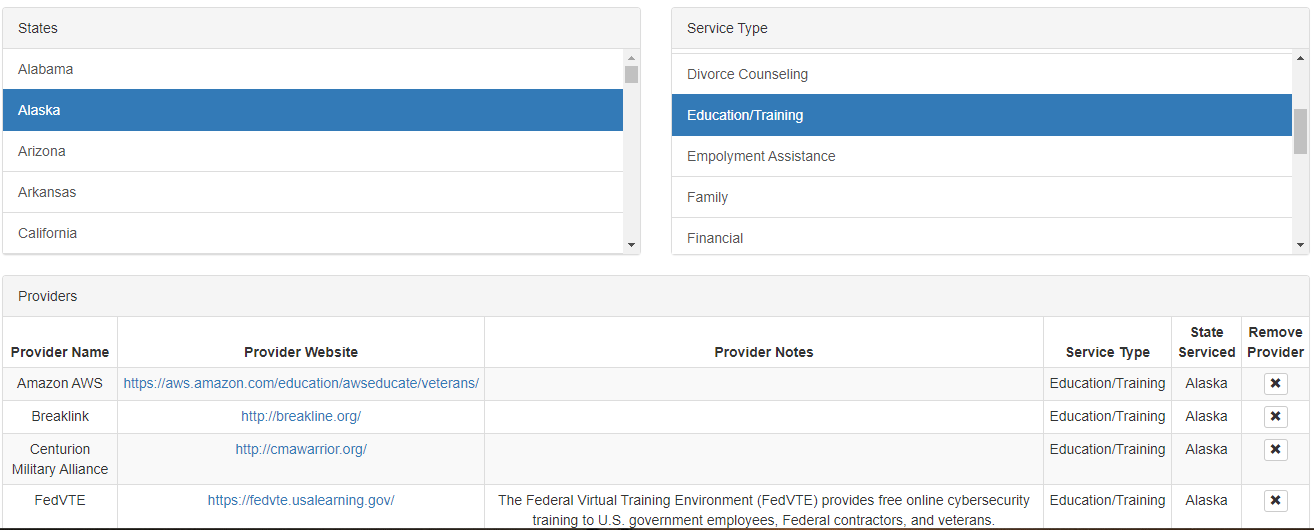 States
Alabama
Alaska
Arizona
Arkansas
California
Service Type
Divorce Counseling
Education/Training
Empolyment Assistance
Family
Financial
Providers
Provider Name Provider Website Provider Notes Service Type State Serviced Remove Provider
Amazon AWS https://aws.amazon.com/education/awseducate/veterans/ Education/Training Alaska
Breaklink http://breakline.org/ Education/Training Alaska
Centurion Military Alliance http://cmawarrior.org/ Education/Training Alaska
FedVTE https://fedvte.usalearning.gov/ The Federal Virtual Training Environment (FedVTE) provides free online cybersecurity Education/Training Alaska
training to U.S. government employees, Federal contractors, and veterans.